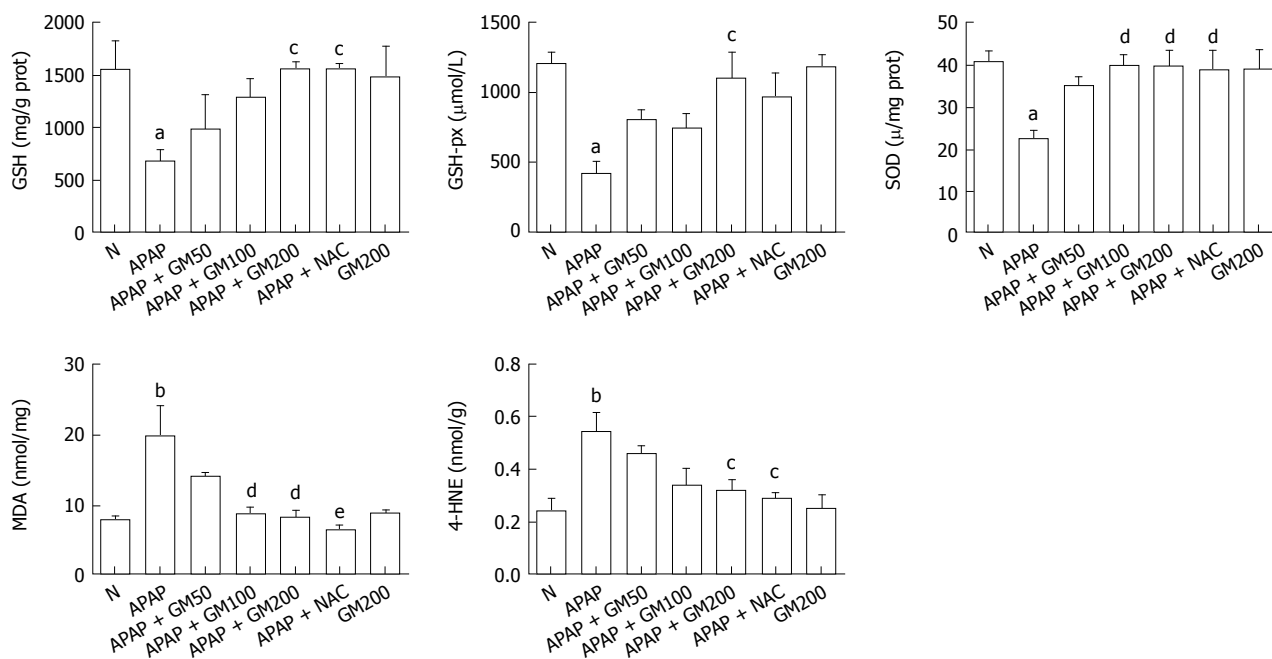 GSH (mg/g prot)
2000
1500
1000
500
0
a
c
c
N
APAP
APAP + GM50
APAP + GM100
APAP + GM200
APAP + NAC
GM200
GSH-px (μmol/L)
1500
1000
500
0
a
c
N
APAP
APAP + GM50
APAP + GM100
APAP + GM200
APAP + NAC
GM200
SOD (μ/mg prot)
50
40
30
20
10
0
a
d
d
d
N
APAP
APAP + GM50
APAP + GM100
APAP + GM200
APAP + NAC
GM200
MDA (nmol/mg)
30
20
10
0
b
d
d
e
N
APAP
APAP + GM50
APAP + GM100
APAP + GM200
APAP + NAC
GM200
4-HNE (nmol/g)
0.8
0.6
0.4
0.2
0.0
b
c
c
N
APAP
APAP + GM50
APAP + GM100
APAP + GM200
APAP + NAC
GM200